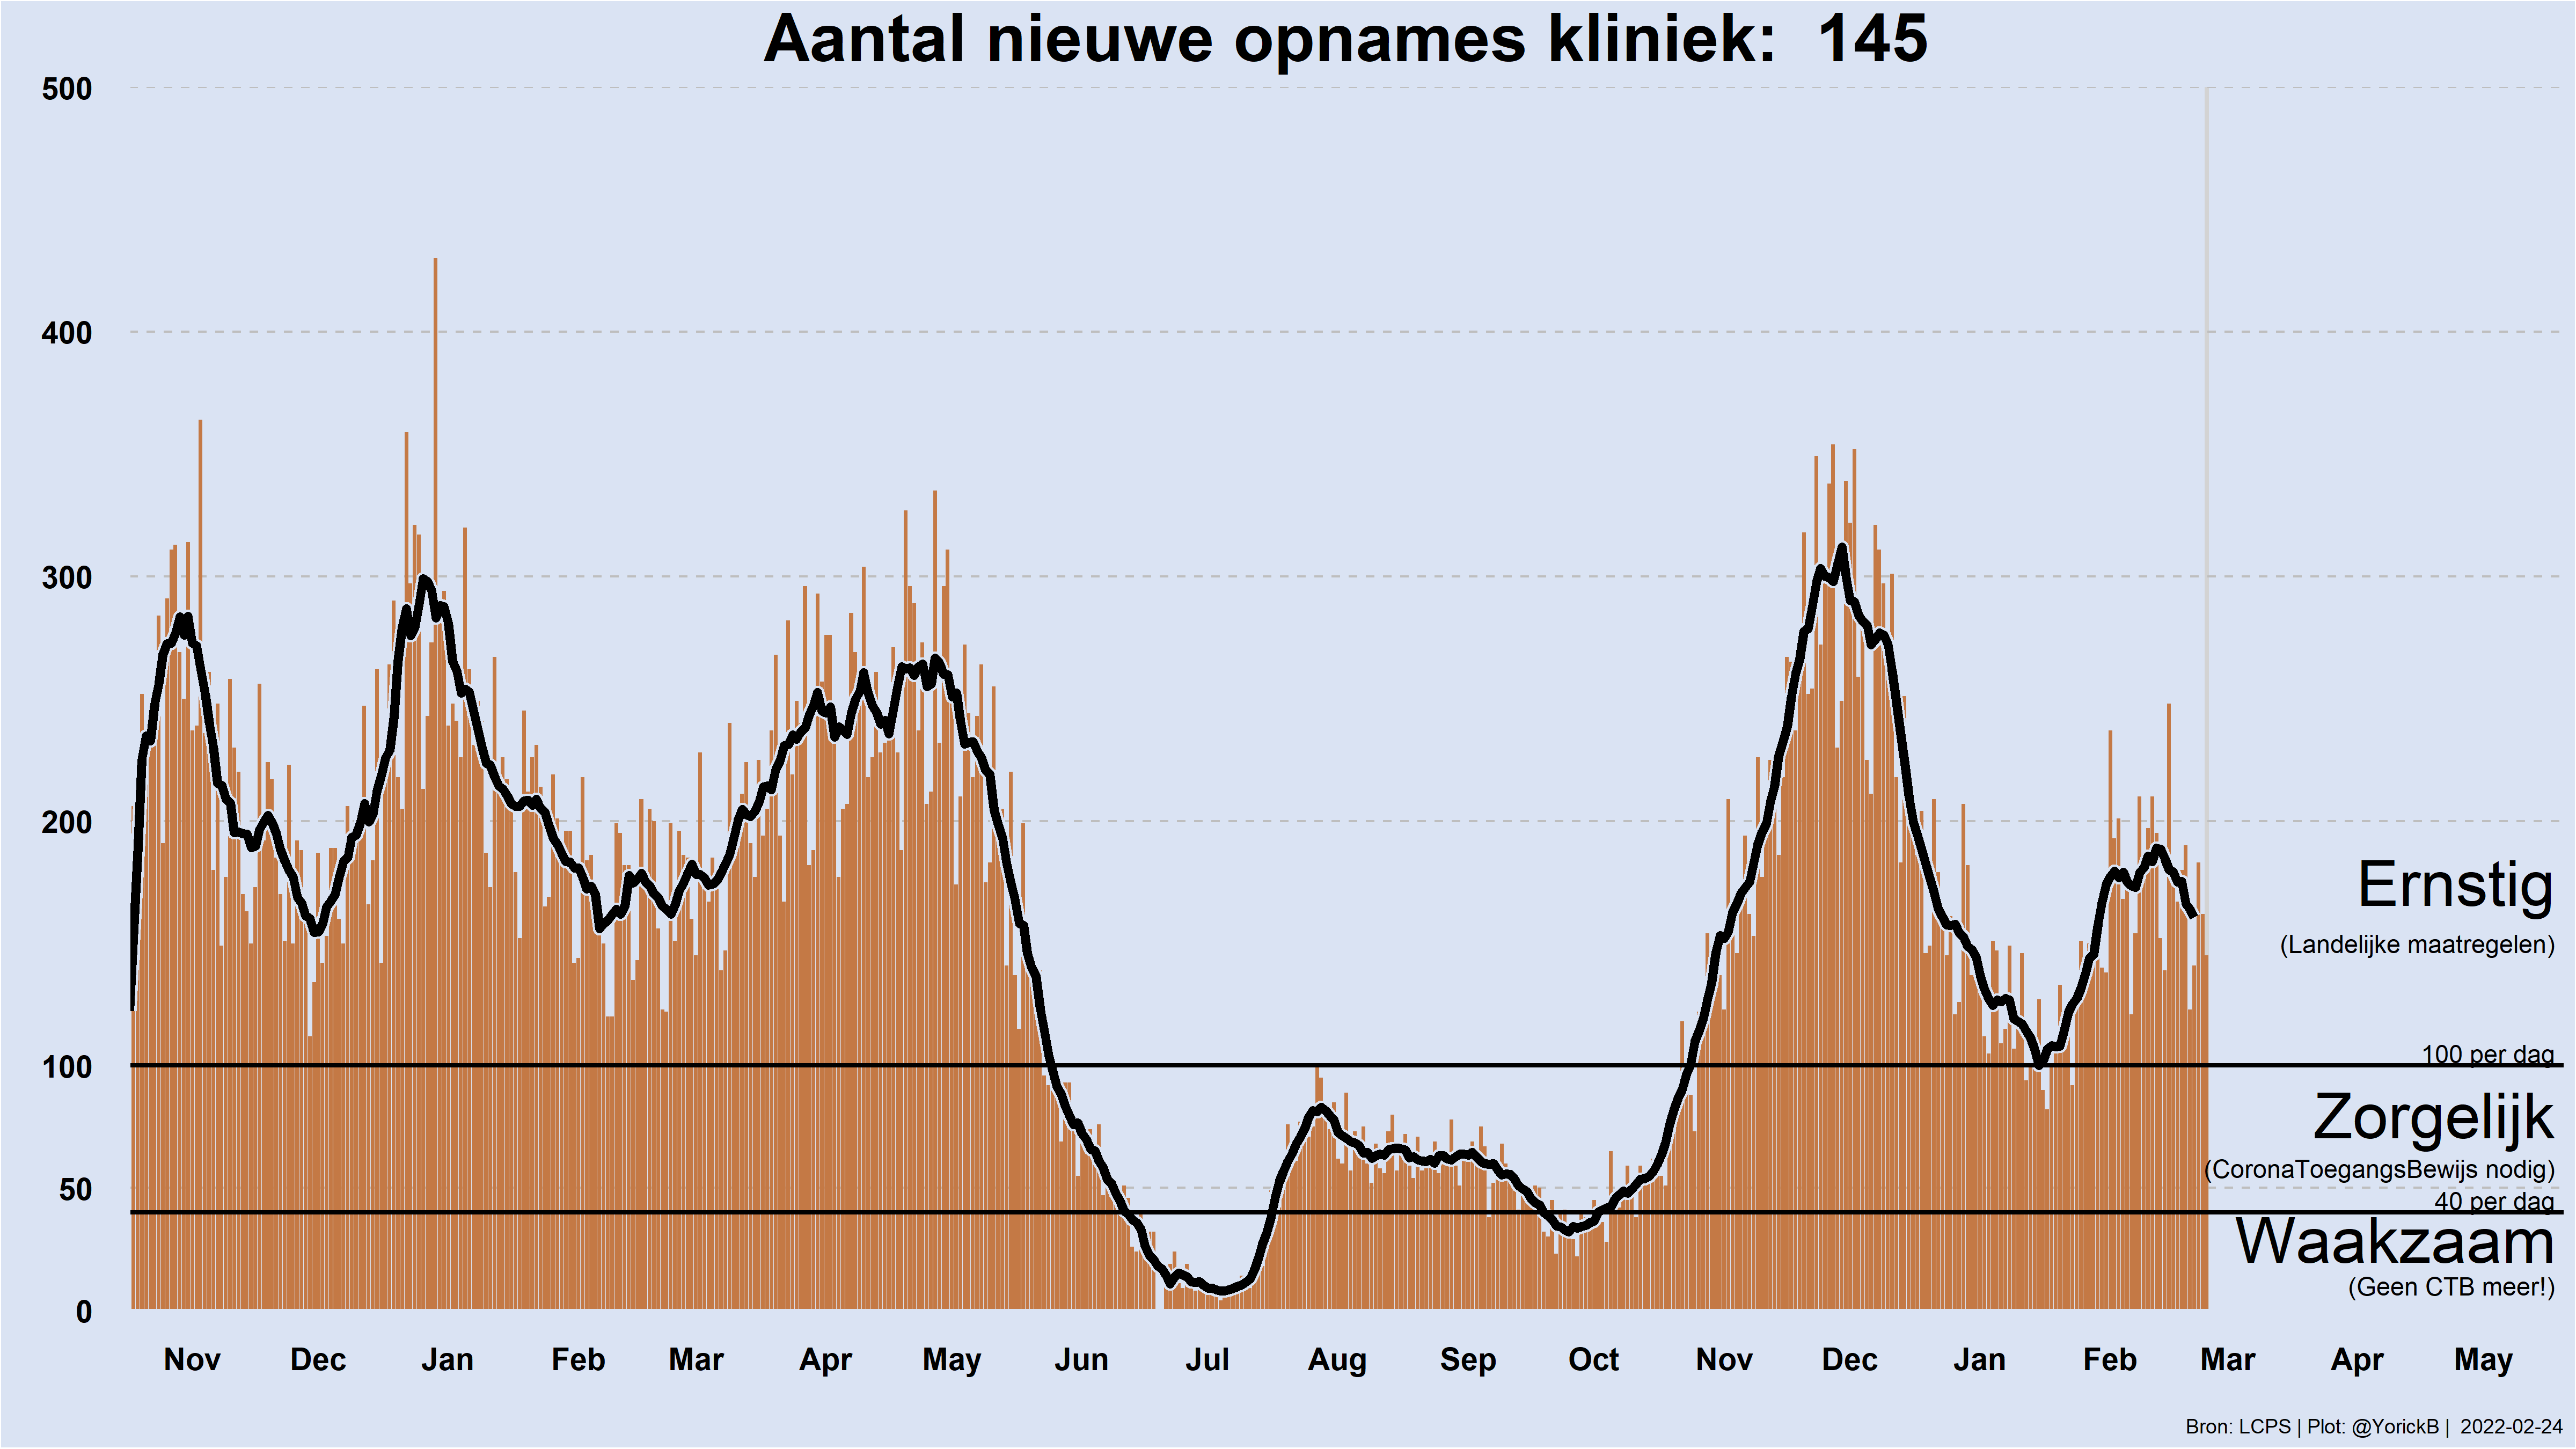 Aantal nieuwe opnames kliniek: 145
500
400
300
200
100
50
0
Ernstig
(Landelijke maatregelen)
100 per dag
Zorgelijk
(CoronaToegangsBewijs nodig)
40 per dag
Waakzaam
(Geen CTB meer!)
Nov Dec Jan Feb Mar Apr May Jun Jul Aug Sep Oct Nov Dec Jan Feb Mar Apr May
Bron: LCPS | Plot: @YorickB | 2022-02-24